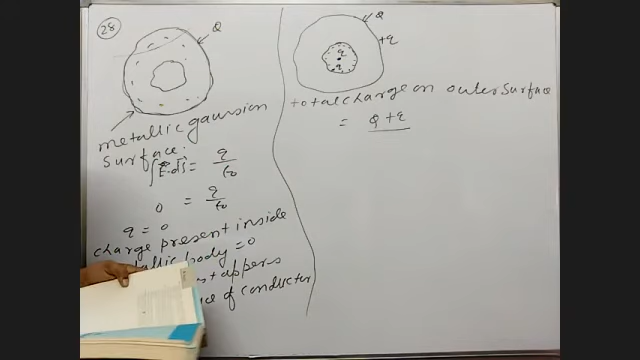 28
Q
metallic gaussian
surface:
∫E.ds = q/ε0
0 = q/ε0
q = 0
charge present inside
body = 0
appers
of conductor
Q
+q
q
q
total charge on outer surface
= Q + q